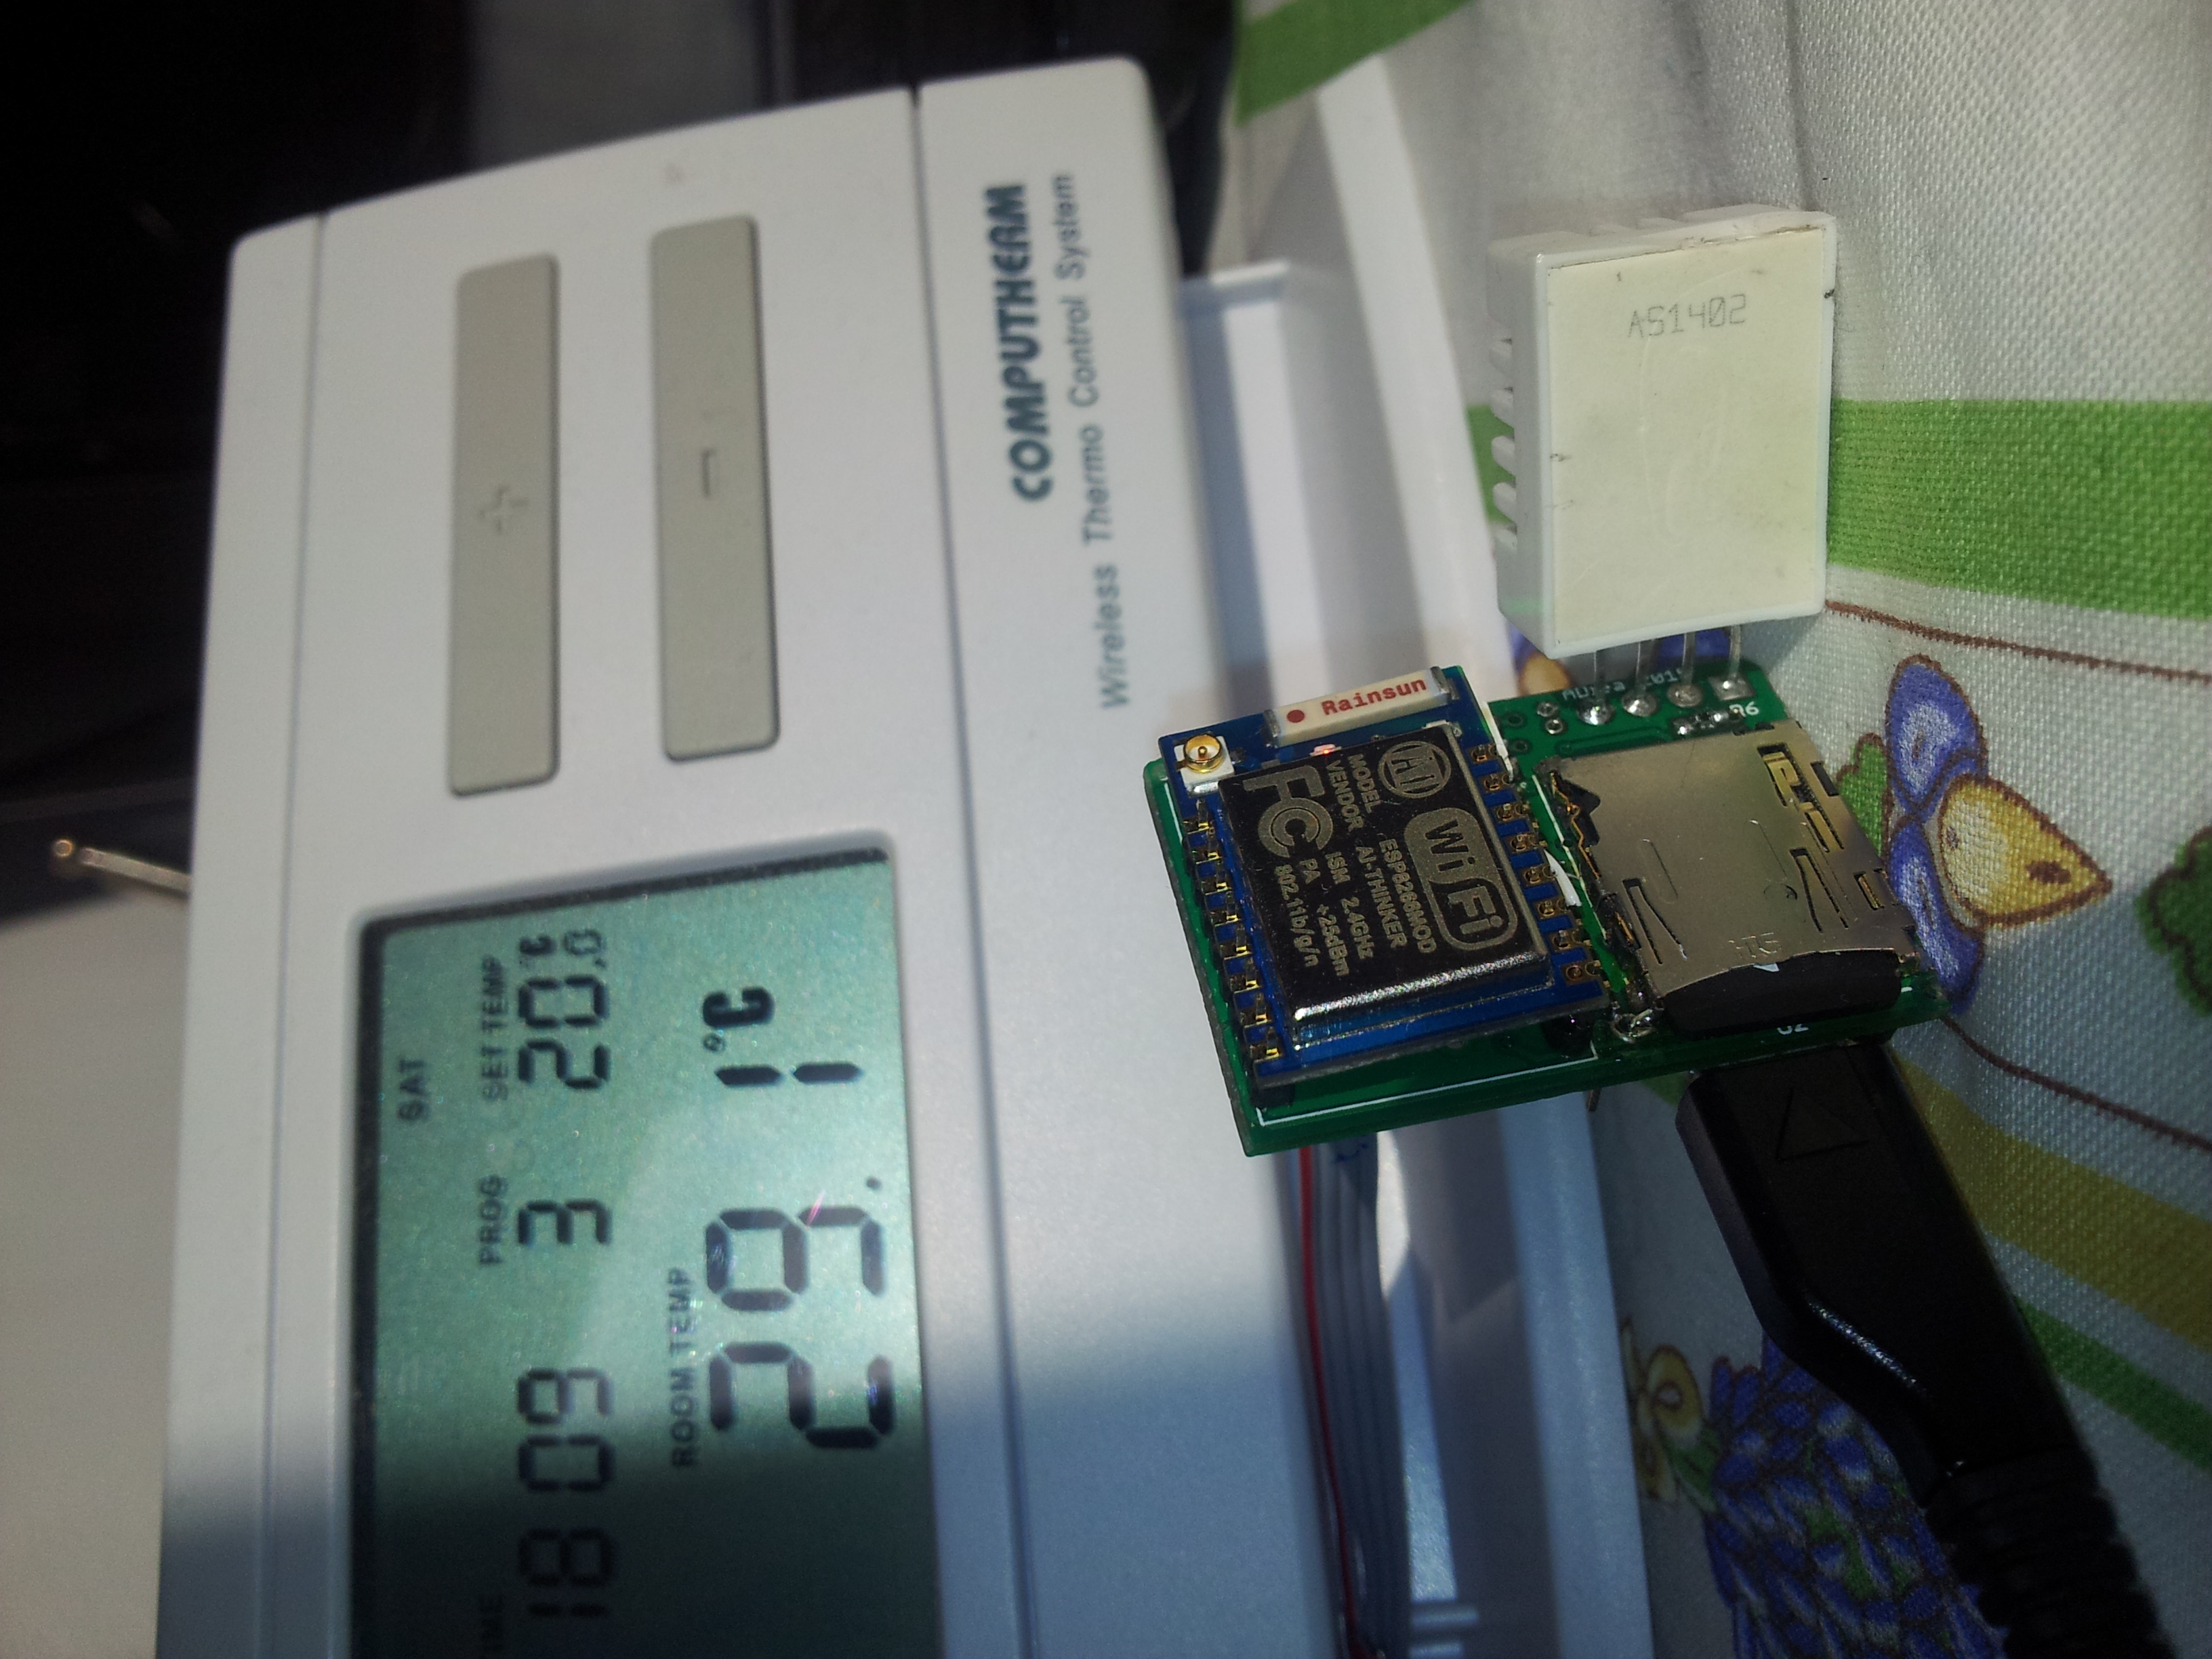 SAT
TIME PROG SET TEMP
18 09 3 20.0 °C
ROOM TEMP
29.1 °C
+
−
COMPUTHERM
Wireless Thermo Control System
MODEL ESP8266MOD
VENDOR AI-THINKER
ISM 2.4GHz
PA +25dBm
802.11b/g/n
FC
WiFi
Rainsun
AS1402